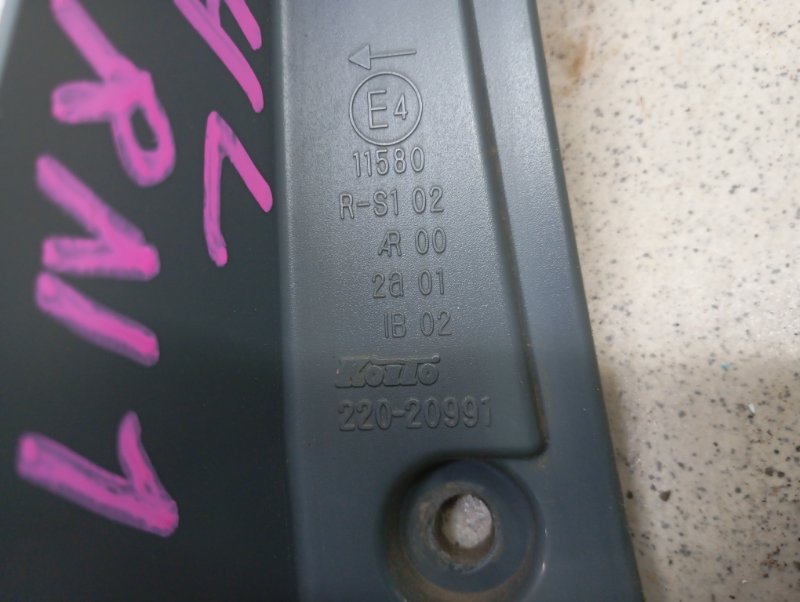 E4
11580
R-S1 02
AR 00
2a 01
IB 02
KOITO
220-20991